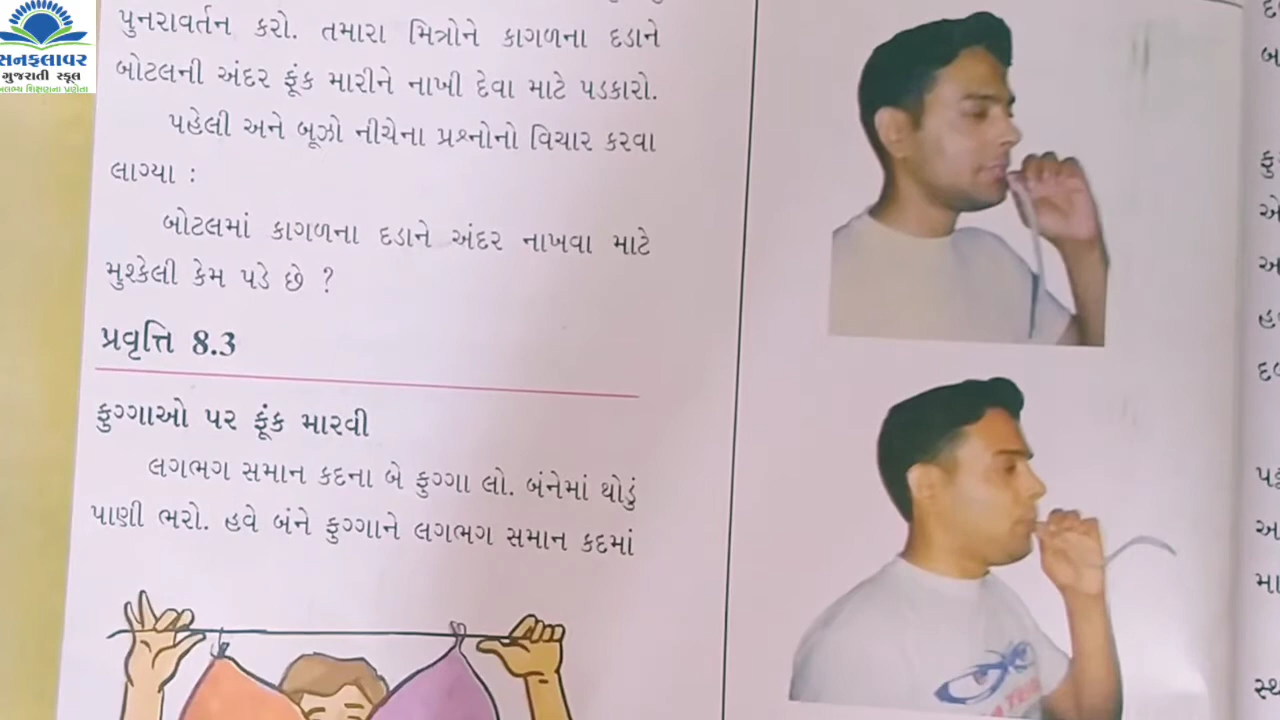 સનફલાવર
ગુજરાતી સ્કૂલ
પુનરાવર્તન કરો. તમારા મિત્રોને કાગળના દડાને
બોટલની અંદર ફૂંક મારીને નાખી દેવા માટે પડકારો.
પહેલી અને બૂઝો નીચેના પ્રશ્નોનો વિચાર કરવા
લાગ્યા :
બોટલમાં કાગળના દડાને અંદર નાખવા માટે
મુશ્કેલી કેમ પડે છે ?
પ્રવૃત્તિ 8.3
ફુગ્ગાઓ પર ફૂંક મારવી
લગભગ સમાન કદના બે ફુગ્ગા લો. બંનેમાં થોડું
પાણી ભરો. હવે બંને ફુગ્ગાને લગભગ સમાન કદમાં